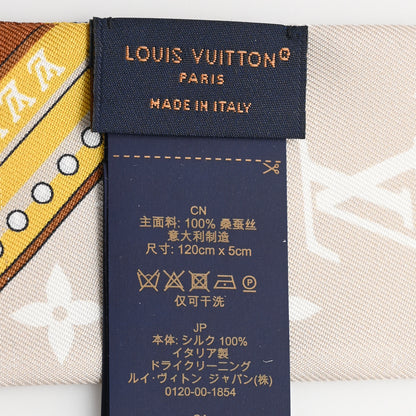 LOUIS VUITTON®
PARIS
MADE IN ITALY
CN
主面料: 100% 桑蚕丝
意大利制造
尺寸: 120cm x 5cm
仅可干洗
JP
本体: シルク 100%
イタリア製
ドライクリーニング
ルイ・ヴィトン ジャパン(株)
0120-00-1854